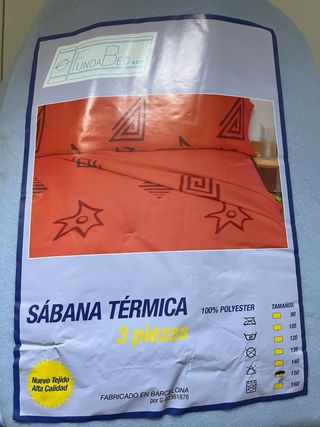 FUNDABED s.c.p.
SÁBANA TÉRMICA
3 piezas
100% POLYESTER
TAMAÑOS:
90
105
120
135
140
150
160
Nuevo Tejido
Alta Calidad
FABRICADO EN BARCELONA